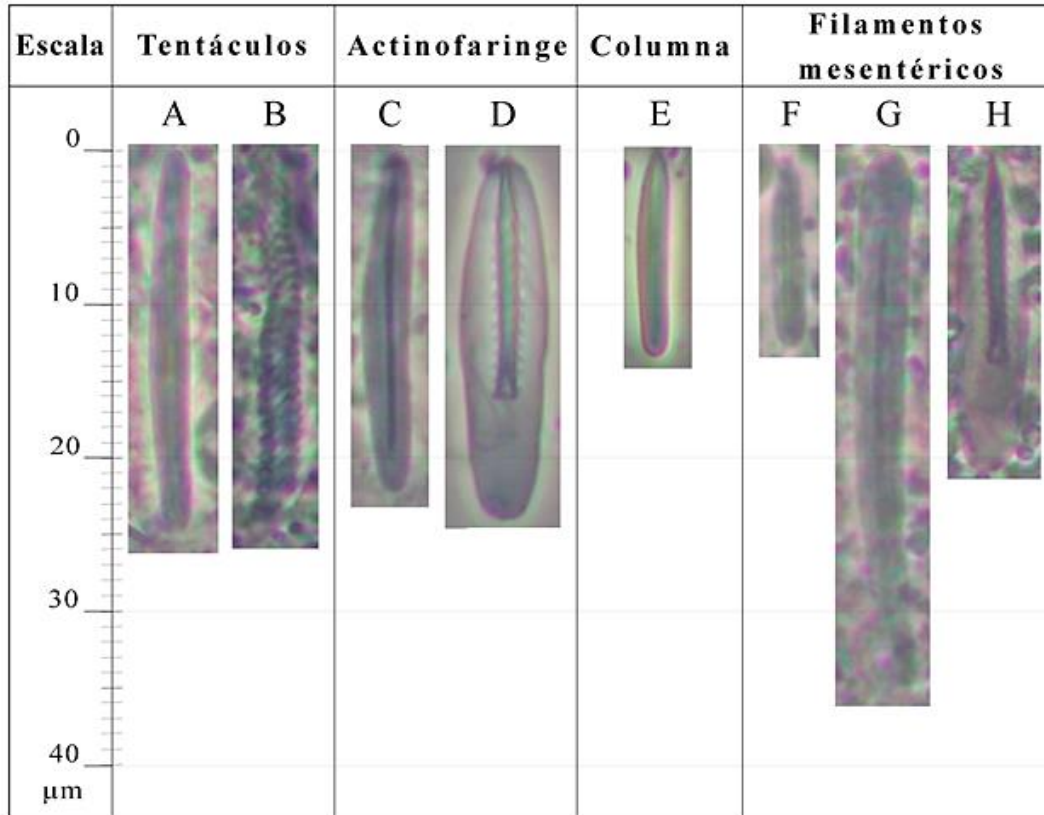 Escala Tentáculos Actinofaringe Columna Filamentos
mesentéricos
A B C D E F G H
0
10
20
30
40
µm